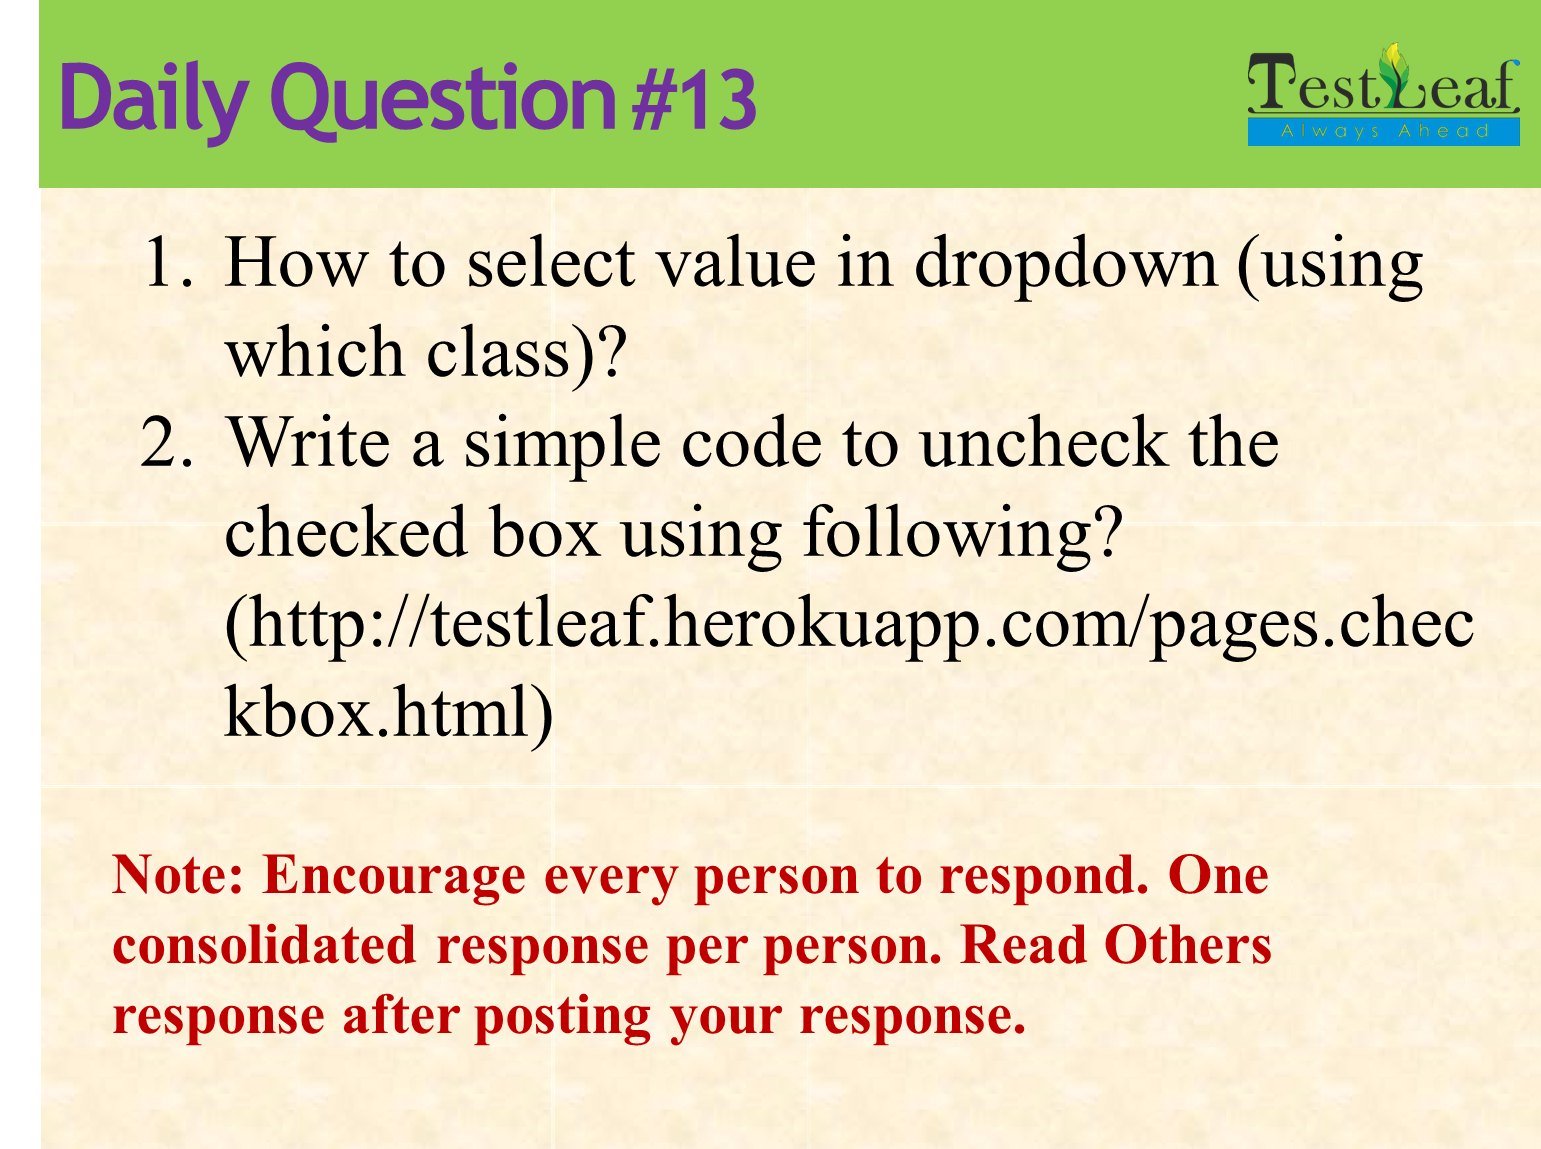 Daily Question #13
TestLeaf
Always Ahead
1. How to select value in dropdown (using
which class)?
2. Write a simple code to uncheck the
checked box using following?
(http://testleaf.herokuapp.com/pages.chec
kbox.html)
Note: Encourage every person to respond. One
consolidated response per person. Read Others
response after posting your response.